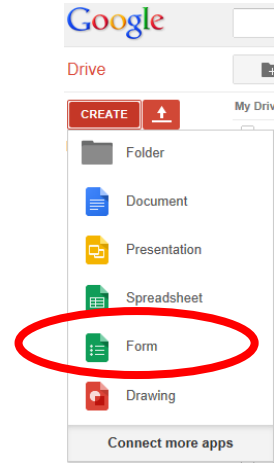 Google
Drive
CREATE
My Driv
Folder
Document
Presentation
Spreadsheet
Form
Drawing
Connect more apps